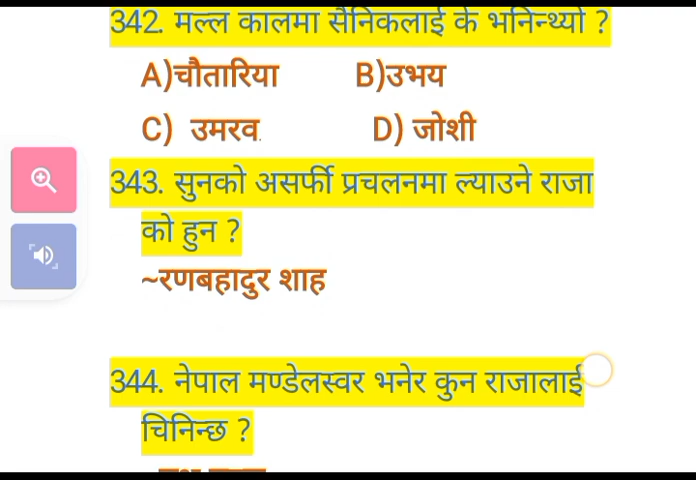 342. मल्ल कालमा सैनिकलाई के भनिन्थ्यो ?
A)चौतारिया B)उभय
C) उमरव D) जोशी
343. सुनको असर्फी प्रचलनमा ल्याउने राजा
को हुन ?
~रणबहादुर शाह
344. नेपाल मण्डेलस्वर भनेर कुन राजालाई
चिनिन्छ ?